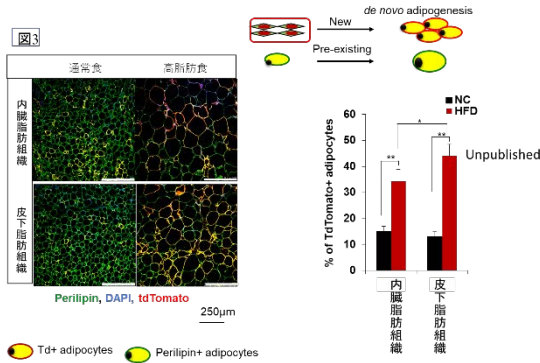 図3
通常食
高脂肪食
内臓脂肪組織
皮下脂肪組織
Perilipin, DAPI, tdTomato
250μm
Td+ adipocytes
Perilipin+ adipocytes
New
de novo adipogenesis
Pre-existing
NC
HFD
Unpublished
% of TdTomato+ adipocytes
60
50
40
30
20
10
0
**
*
**
内臓脂肪組織
皮下脂肪組織